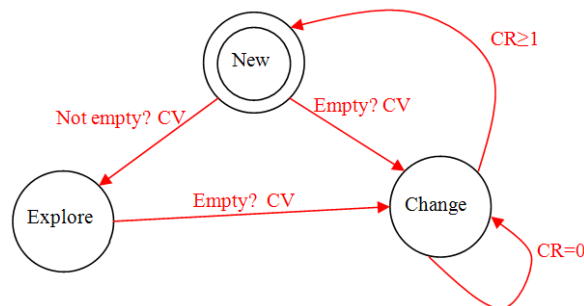 New
CR≥1
Not empty? CV
Empty? CV
Explore
Empty? CV
Change
CR=0